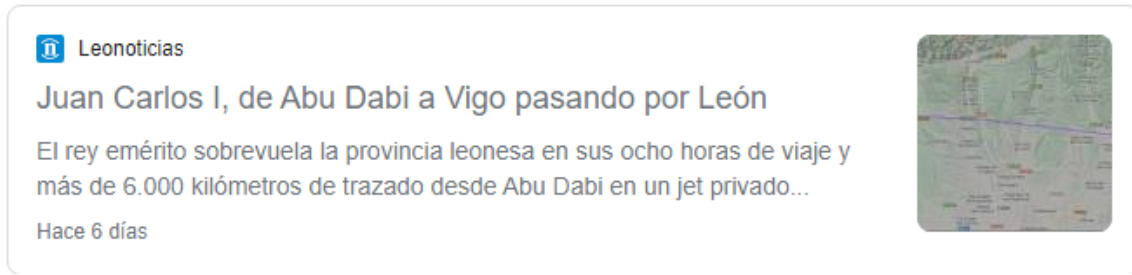 Leonoticias
Juan Carlos I, de Abu Dabi a Vigo pasando por León
El rey emérito sobrevuela la provincia leonesa en sus ocho horas de viaje y
más de 6.000 kilómetros de trazado desde Abu Dabi en un jet privado...
Hace 6 días